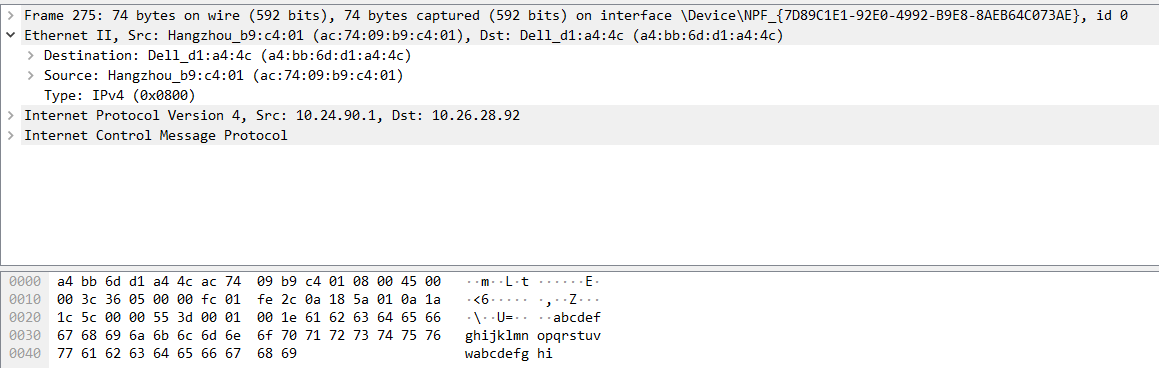 Frame 275: 74 bytes on wire (592 bits), 74 bytes captured (592 bits) on interface \Device\NPF_{7D89C1E1-92E0-4992-B9E8-8AEB64C073AE}, id 0
Ethernet II, Src: Hangzhou_b9:c4:01 (ac:74:09:b9:c4:01), Dst: Dell_d1:a4:4c (a4:bb:6d:d1:a4:4c)
Destination: Dell_d1:a4:4c (a4:bb:6d:d1:a4:4c)
Source: Hangzhou_b9:c4:01 (ac:74:09:b9:c4:01)
Type: IPv4 (0x0800)
Internet Protocol Version 4, Src: 10.24.90.1, Dst: 10.26.28.92
Internet Control Message Protocol
0000 a4 bb 6d d1 a4 4c ac 74 09 b9 c4 01 08 00 45 00 ··m··L·t ······E·
0010 00 3c 36 05 00 00 fc 01 fe 2c 0a 18 5a 01 0a 1a ·<6····· ·,··Z···
0020 1c 5c 00 00 55 3d 00 01 00 1e 61 62 63 64 65 66 ·\··U=·· ··abcdef
0030 67 68 69 6a 6b 6c 6d 6e 6f 70 71 72 73 74 75 76 ghijklmn opqrstuv
0040 77 61 62 63 64 65 66 67 68 69 wabcdefg hi